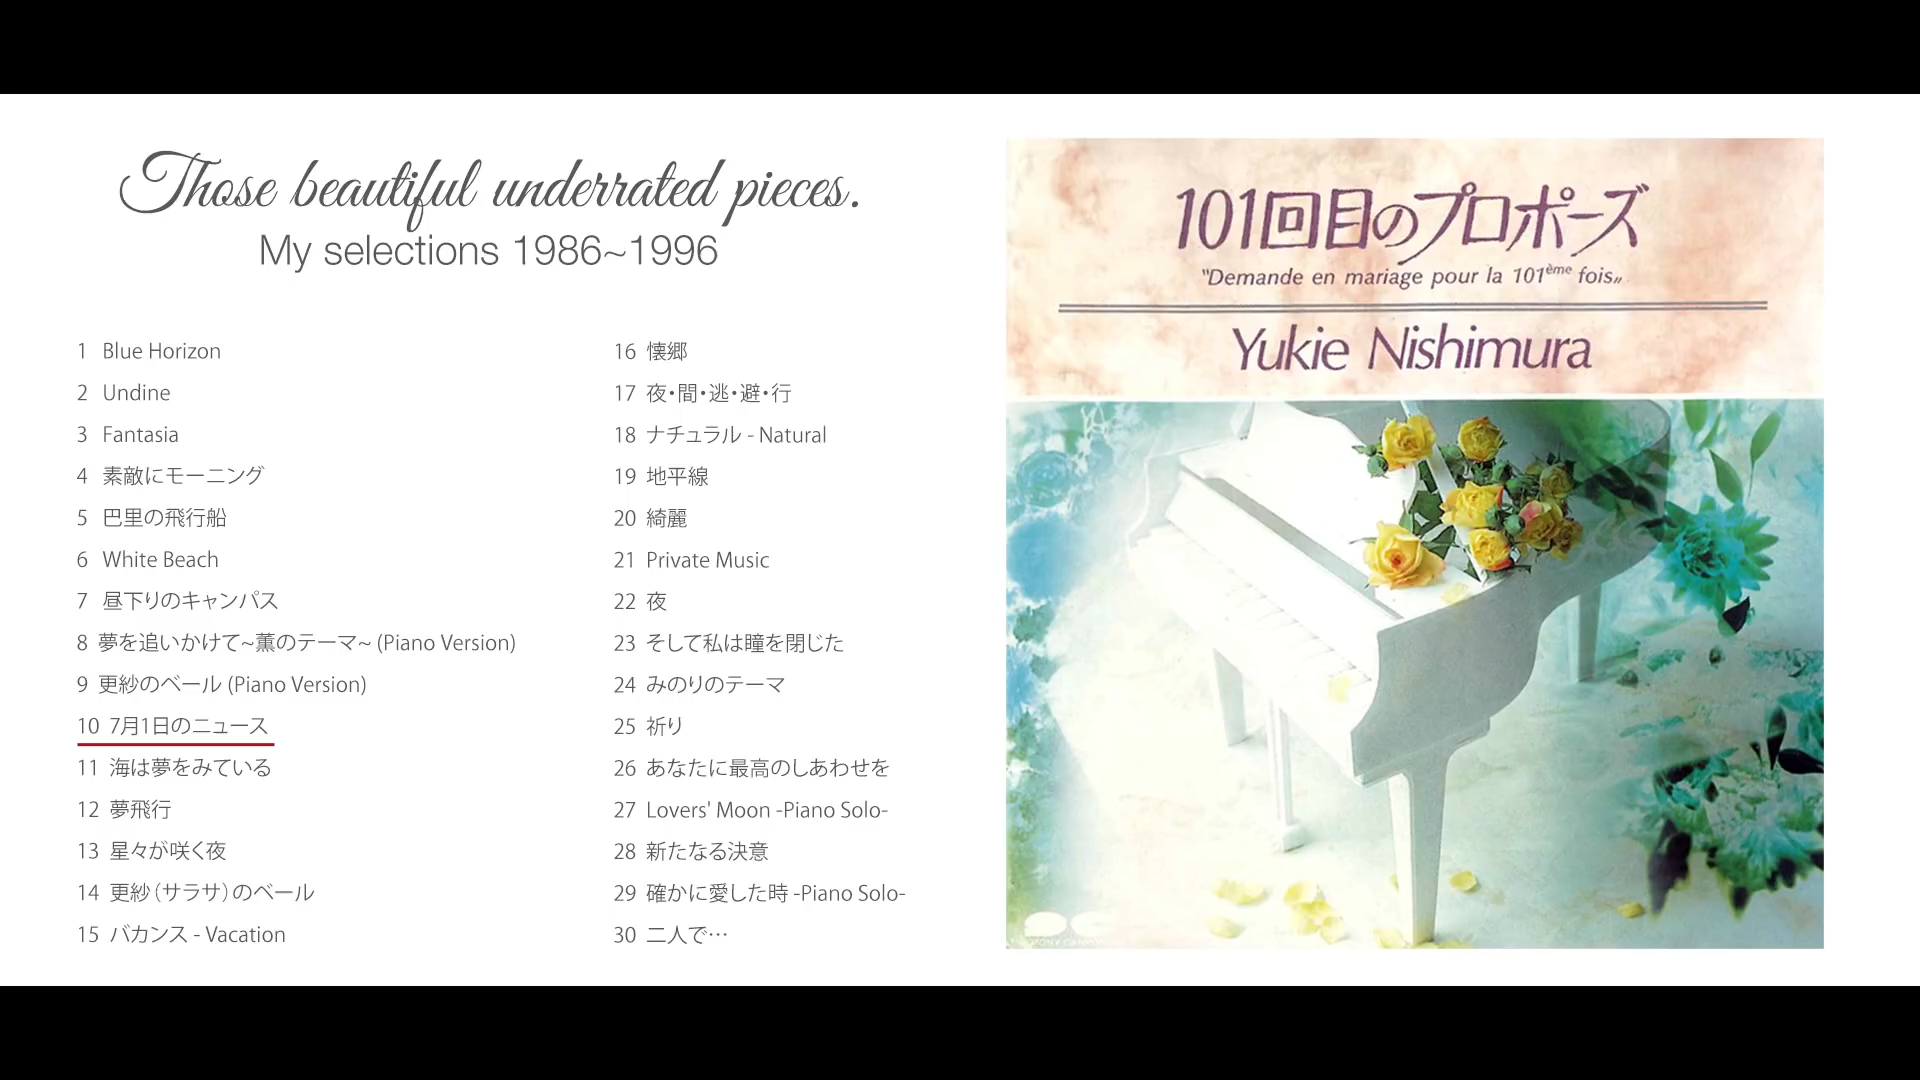 Those beautiful underrated pieces.
My selections 1986~1996
1 Blue Horizon
2 Undine
3 Fantasia
4 素敵にモーニング
5 巴里の飛行船
6 White Beach
7 昼下りのキャンパス
8 夢を追いかけて~薫のテーマ~ (Piano Version)
9 更紗のベール (Piano Version)
10 7月1日のニュース
11 海は夢をみている
12 夢飛行
13 星々が咲く夜
14 更紗(サラサ)のベール
15 バカンス - Vacation
16 懐郷
17 夜・間・逃・避・行
18 ナチュラル - Natural
19 地平線
20 綺麗
21 Private Music
22 夜
23 そして私は瞳を閉じた
24 みのりのテーマ
25 祈り
26 あなたに最高のしあわせを
27 Lovers' Moon -Piano Solo-
28 新たなる決意
29 確かに愛した時 -Piano Solo-
30 二人で…
101回目のプロポーズ
"Demande en mariage pour la 101ème fois„
Yukie Nishimura